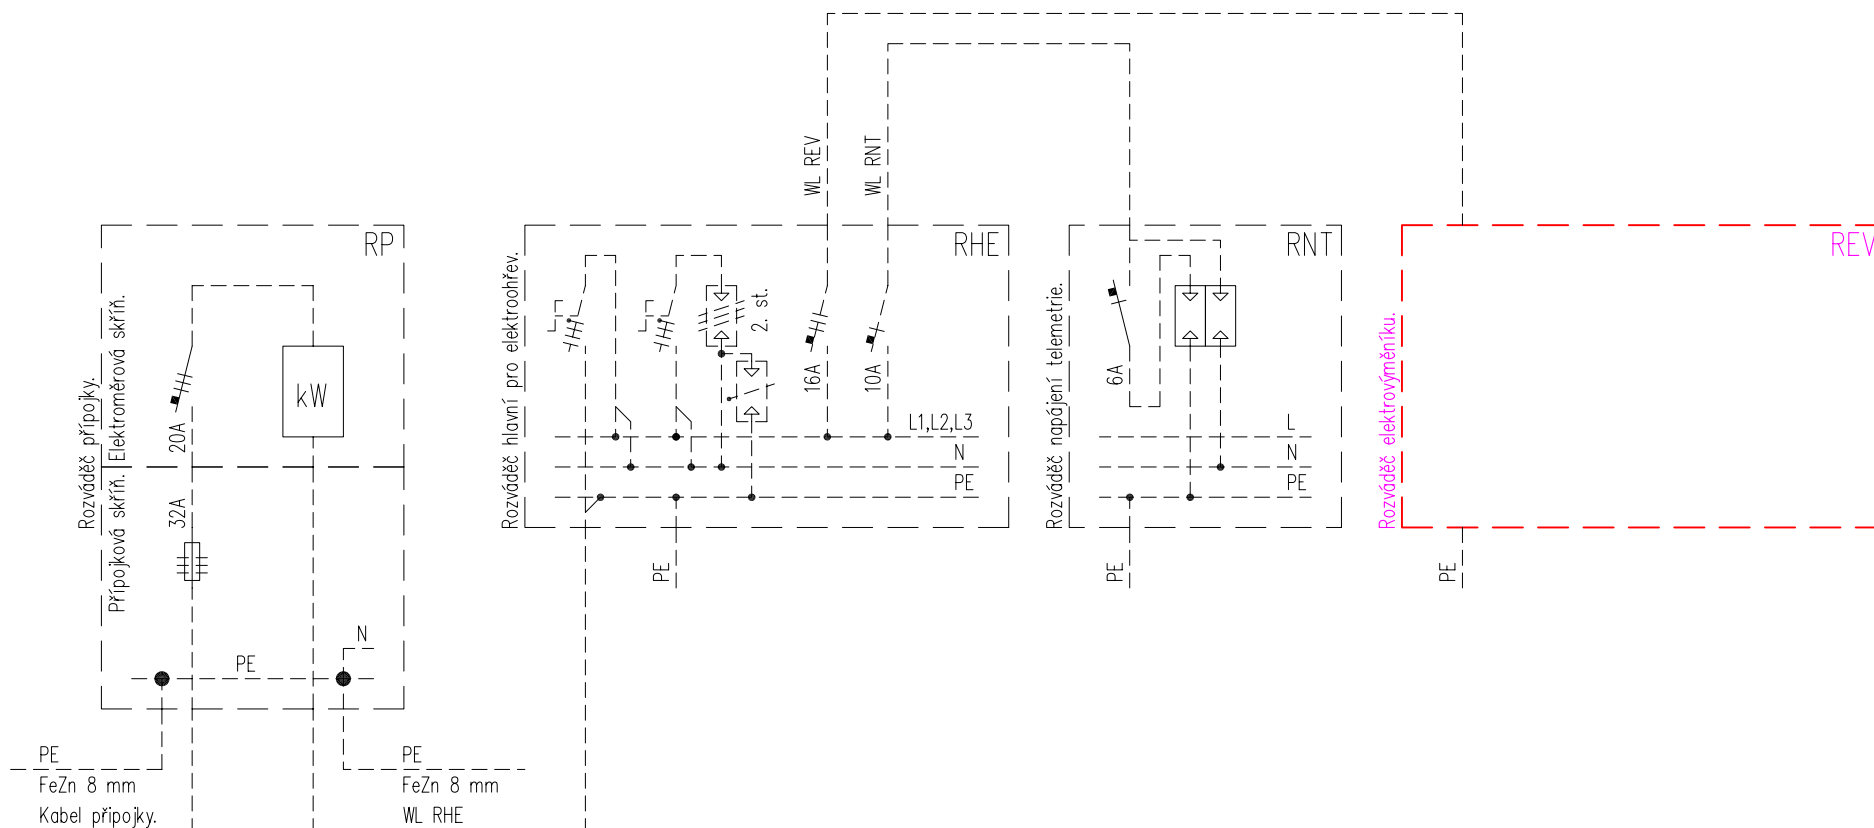 WL REV
WL RNT
RP
Rozváděč přípojky.
Přípojková skříň. Elektroměrová skříň.
20A
kW
32A
N
PE
PE
FeZn 8 mm
Kabel přípojky.
PE
FeZn 8 mm
WL RHE
RHE
Rozváděč hlavní pro elektroohřev.
2. st.
16A
10A
L1,L2,L3
N
PE
PE
RNT
Rozváděč napájení telemetrie.
6A
L
N
PE
PE
REV
Rozváděč elektrovýměníku.
PE